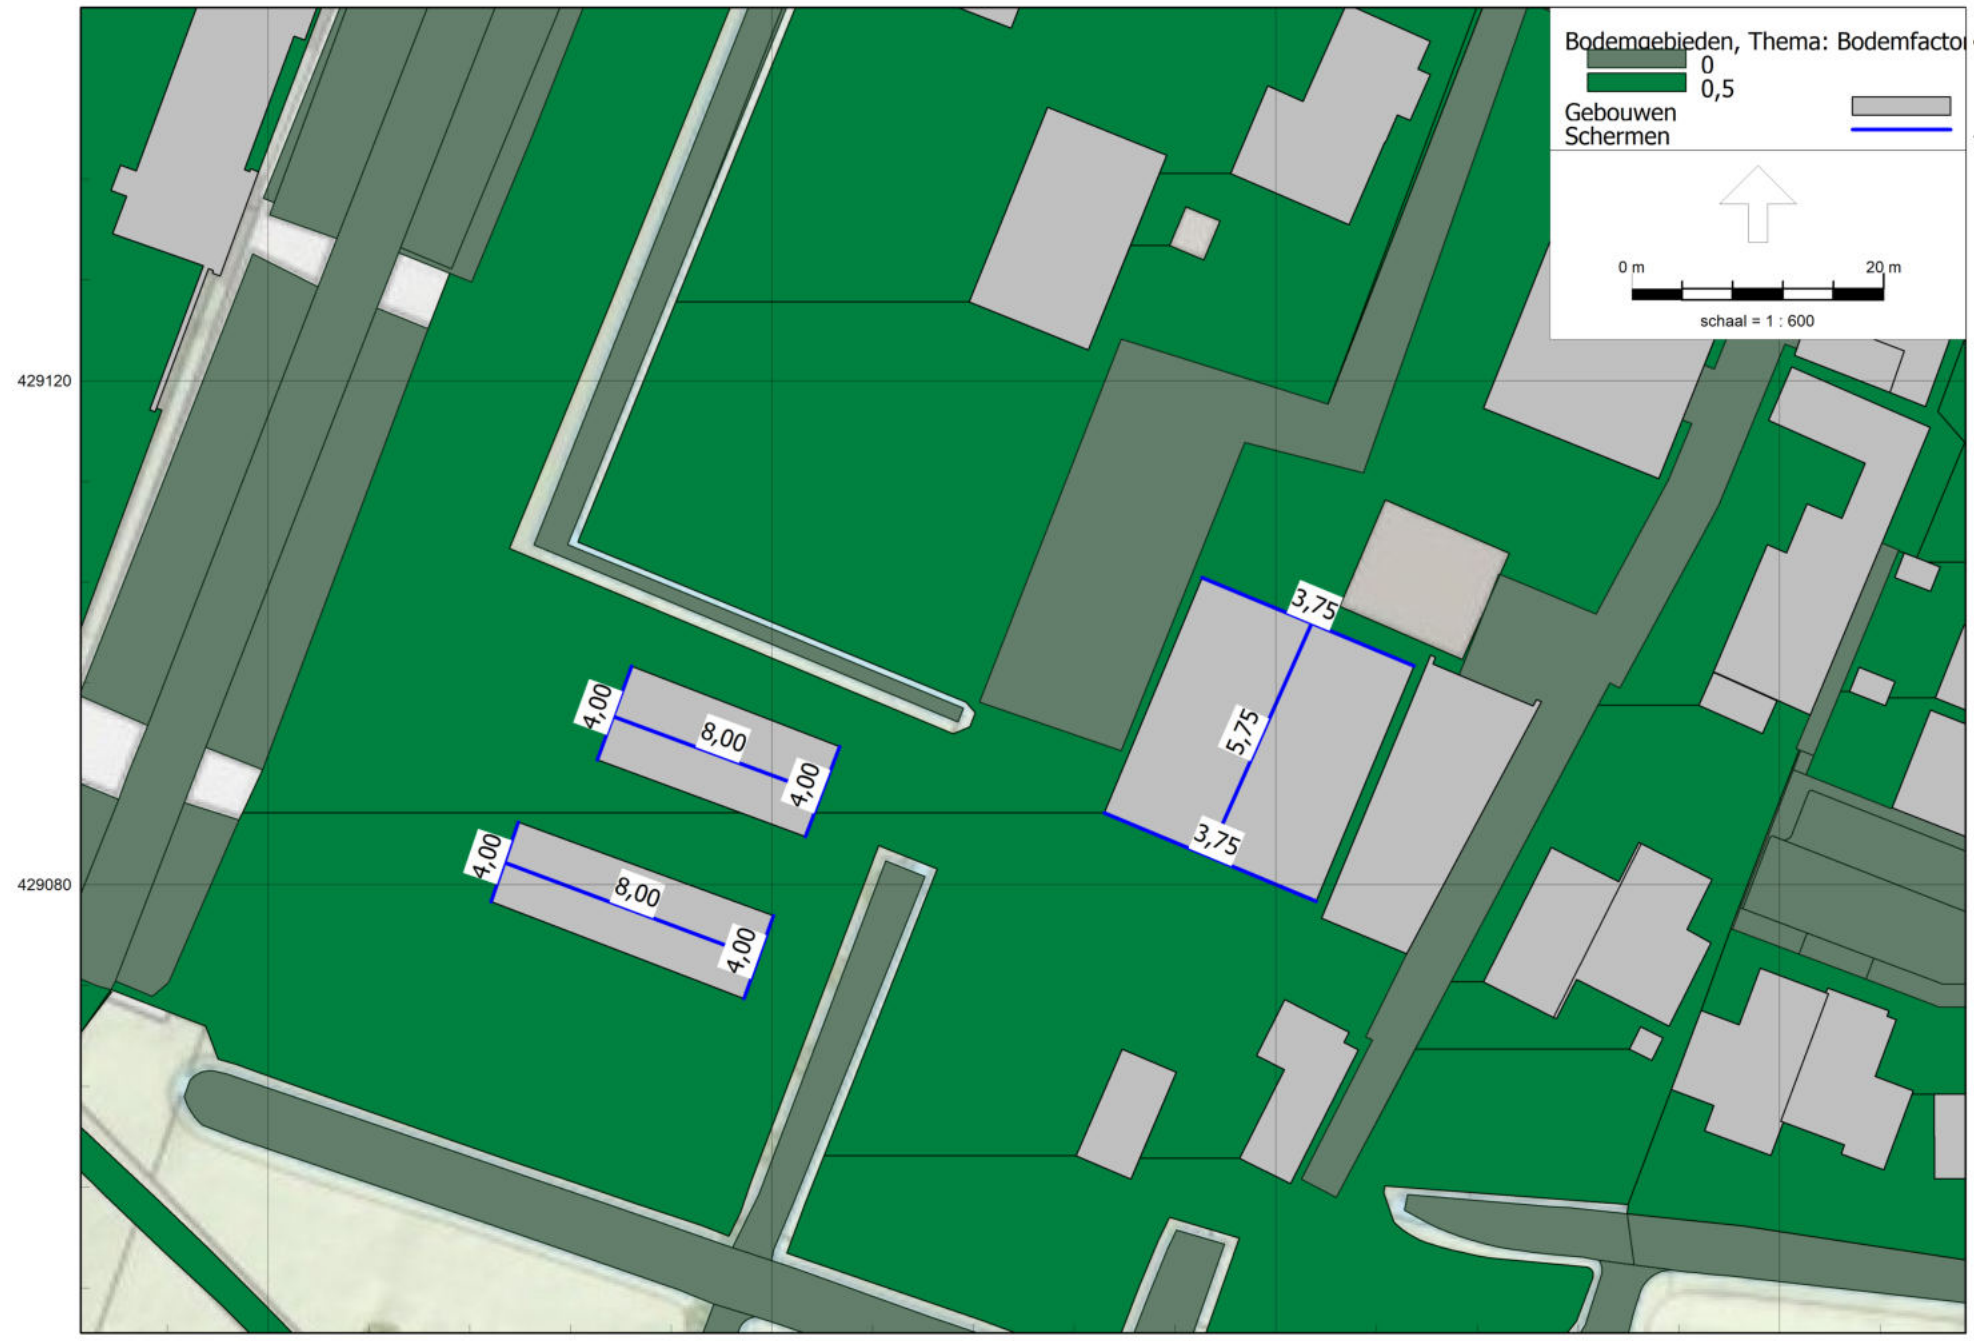 Bodemgebieden, Thema: Bodemfactor
0
0,5
Gebouwen
Schermen
0 m
20 m
schaal = 1 : 600
429120
3,75
4,00
8,00
5,75
4,00
3,75
4,00
8,00
429080
4,00